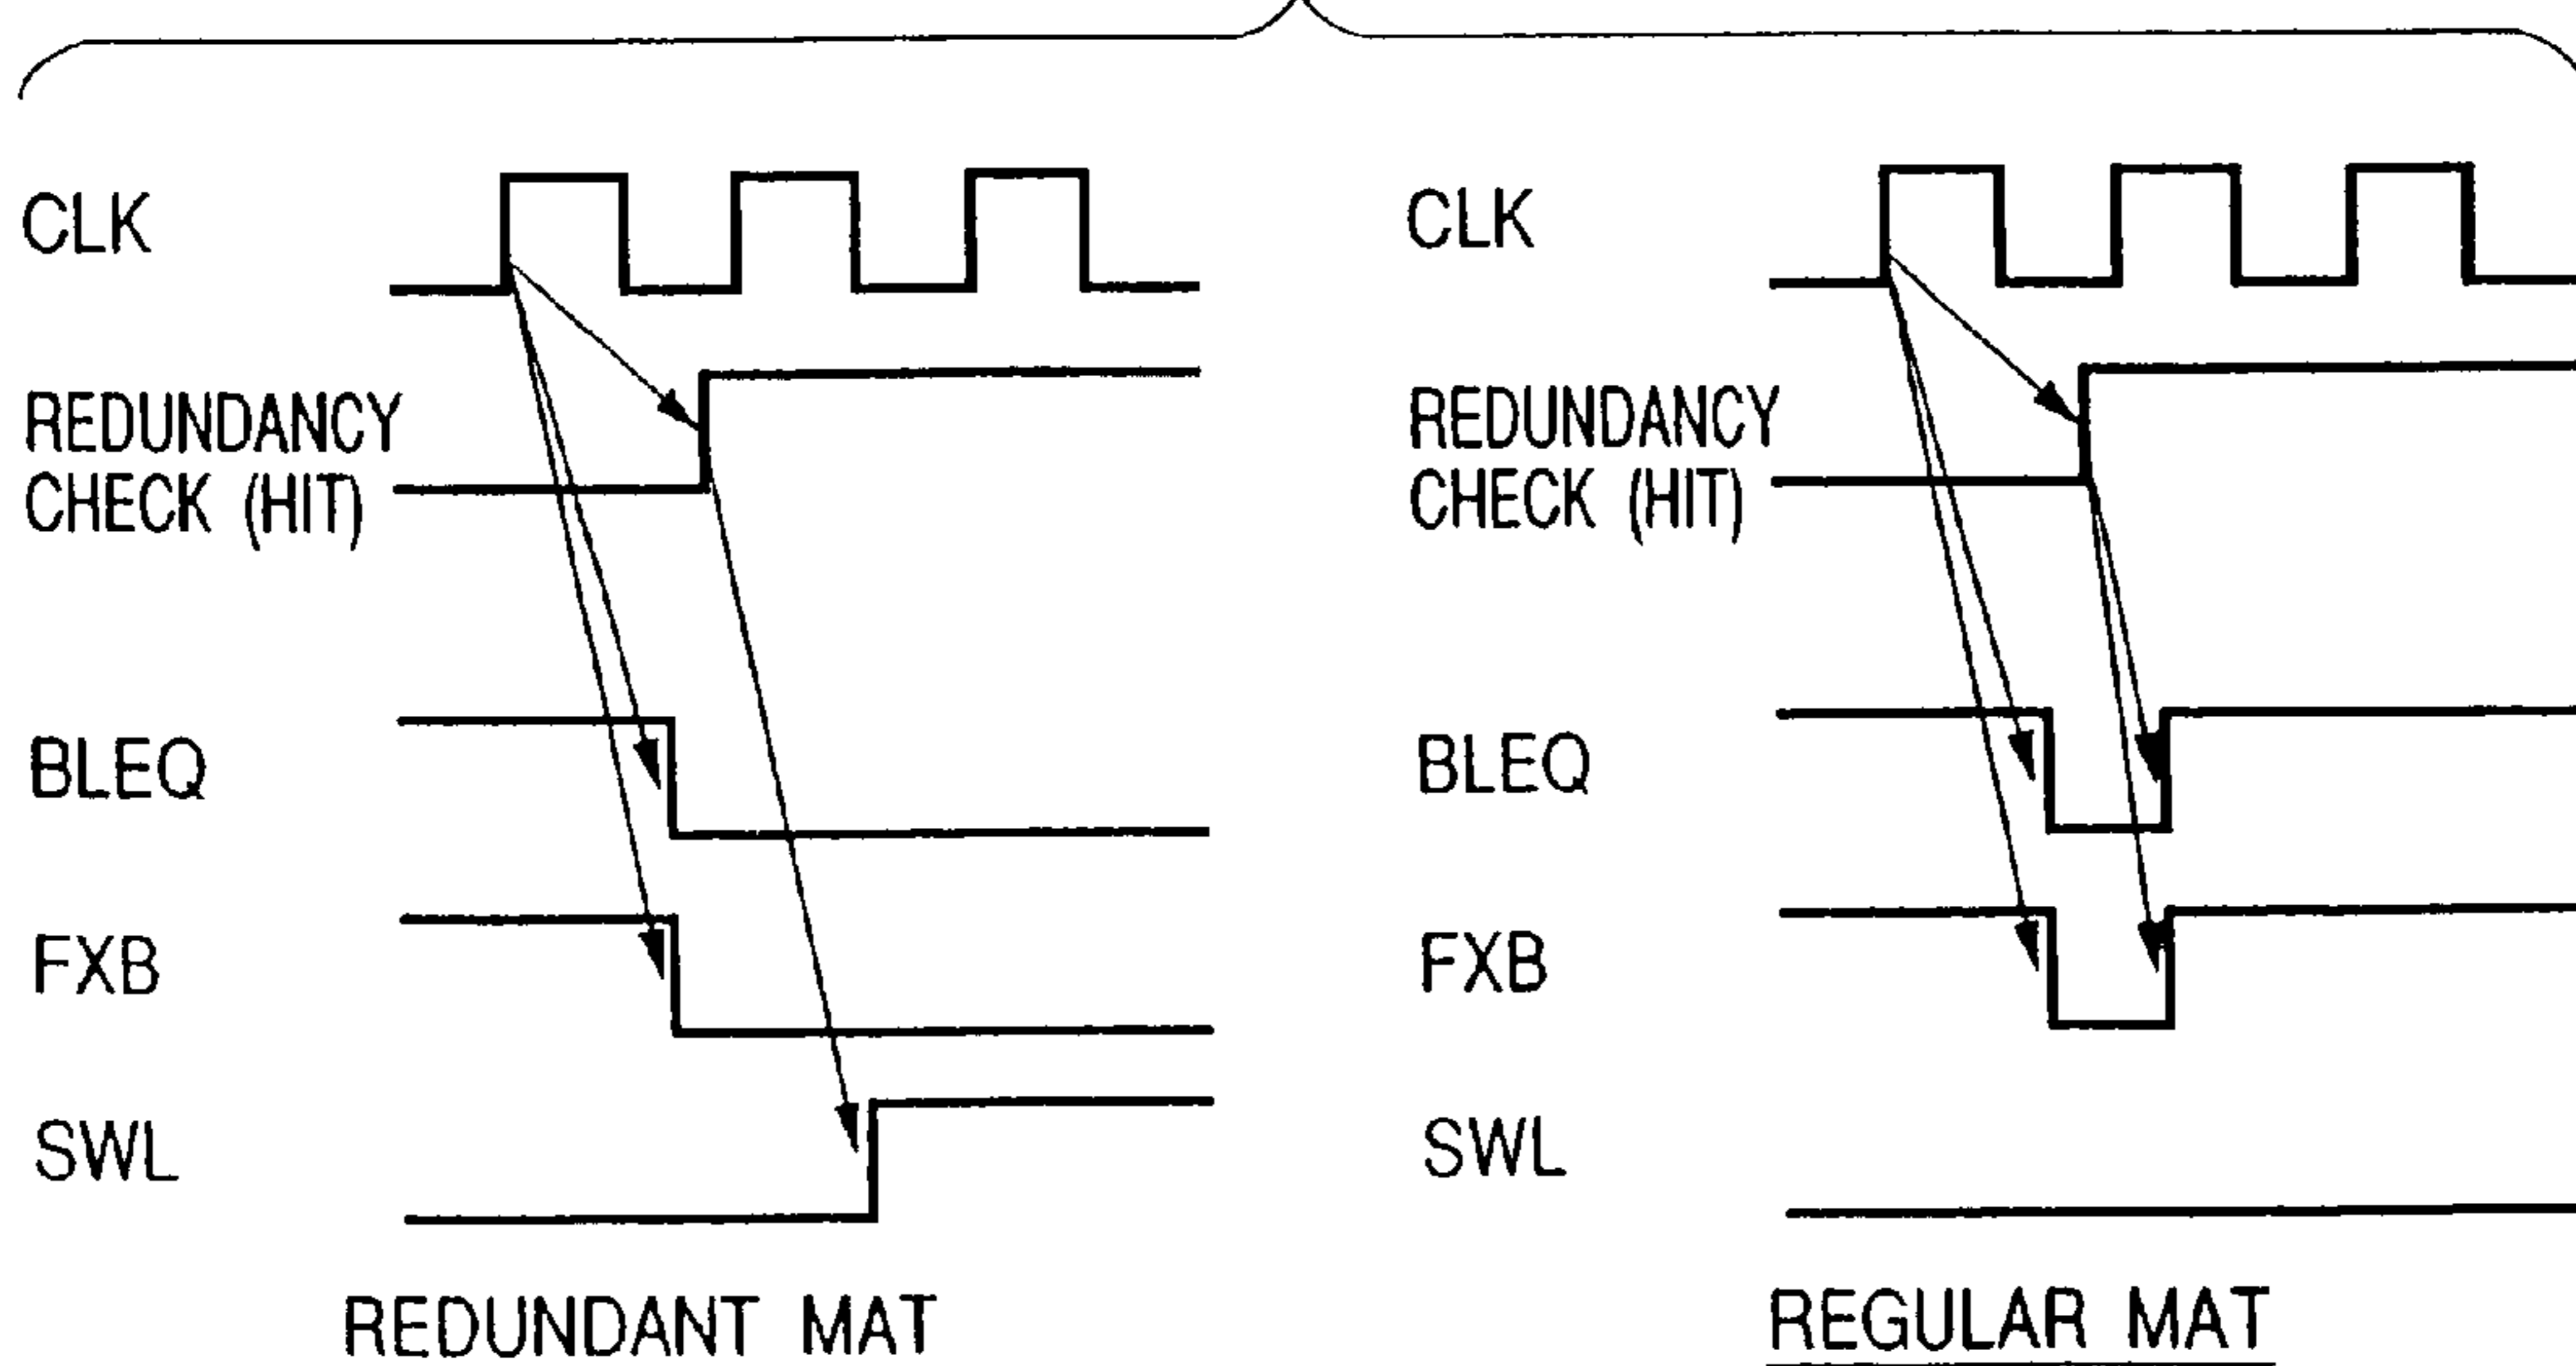 CLK
REDUNDANCY
CHECK (HIT)
BLEQ
FXB
SWL
REDUNDANT MAT
CLK
REDUNDANCY
CHECK (HIT)
BLEQ
FXB
SWL
REGULAR MAT